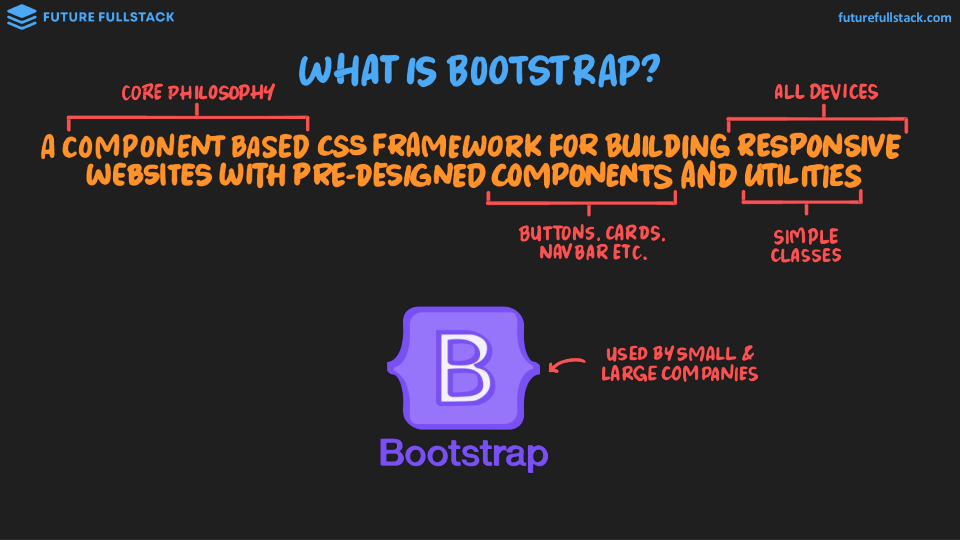 FUTURE FULLSTACK
futurefullstack.com
WHAT IS BOOTSTRAP?
CORE PHILOSOPHY
ALL DEVICES
A COMPONENT BASED CSS FRAMEWORK FOR BUILDING RESPONSIVE
WEBSITES WITH PRE-DESIGNED COMPONENTS AND UTILITIES
BUTTONS, CARDS,
NAVBAR ETC.
SIMPLE
CLASSES
B
USED BY SMALL &
LARGE COMPANIES
Bootstrap